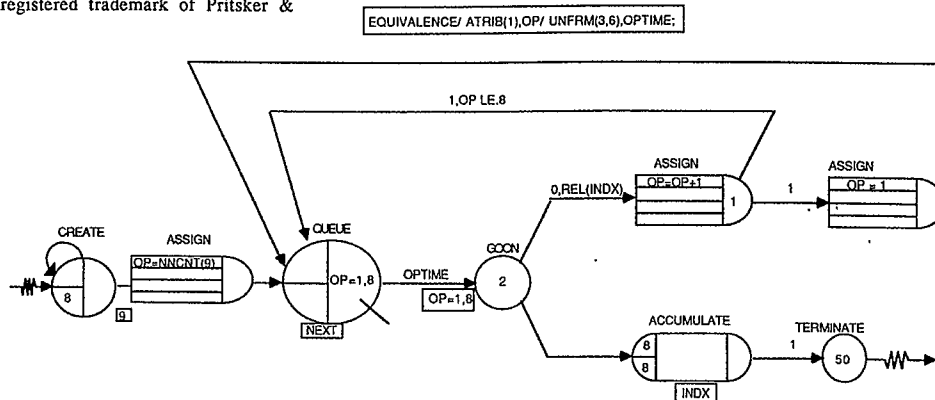 registered trademark of Pritsker &
EQUIVALENCE/ ATRIB(1),OP/ UNFRM(3,6),OPTIME;
1,OP LE.8
ASSIGN
OP=OP+1
1
0,REL(INDX)
1
ASSIGN
OP = 1
CREATE
8
9
ASSIGN
OP=NNCNT(9)
QUEUE
OP=1,8
NEXT
OPTIME
OP=1,8
GOON
2
ACCUMULATE
8
8
INDX
1
TERMINATE
50